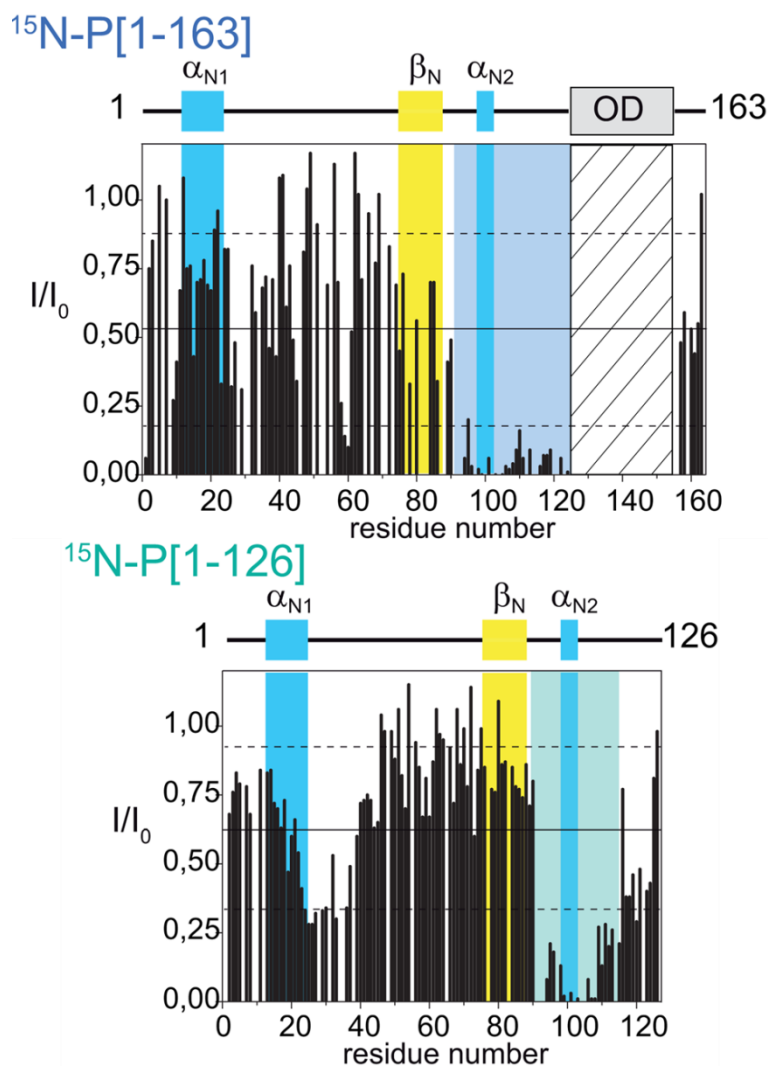 ¹⁵N-P[1-163]
αN1 βN αN2
1 OD 163
1,00
0,75
I/I₀
0,50
0,25
0,00
0 20 40 60 80 100 120 140 160
residue number
¹⁵N-P[1-126]
αN1 βN αN2
1 126
1,00
0,75
I/I₀
0,50
0,25
0,00
0 20 40 60 80 100 120
residue number